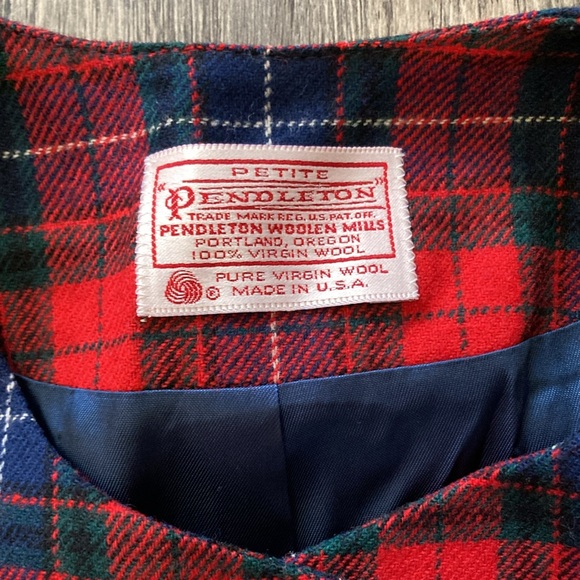 PETITE
"PENDLETON"
TRADE MARK REG. U.S. PAT. OFF.
PENDLETON WOOLEN MILLS
PORTLAND, OREGON
100% VIRGIN WOOL
PURE VIRGIN WOOL
® MADE IN U.S.A.